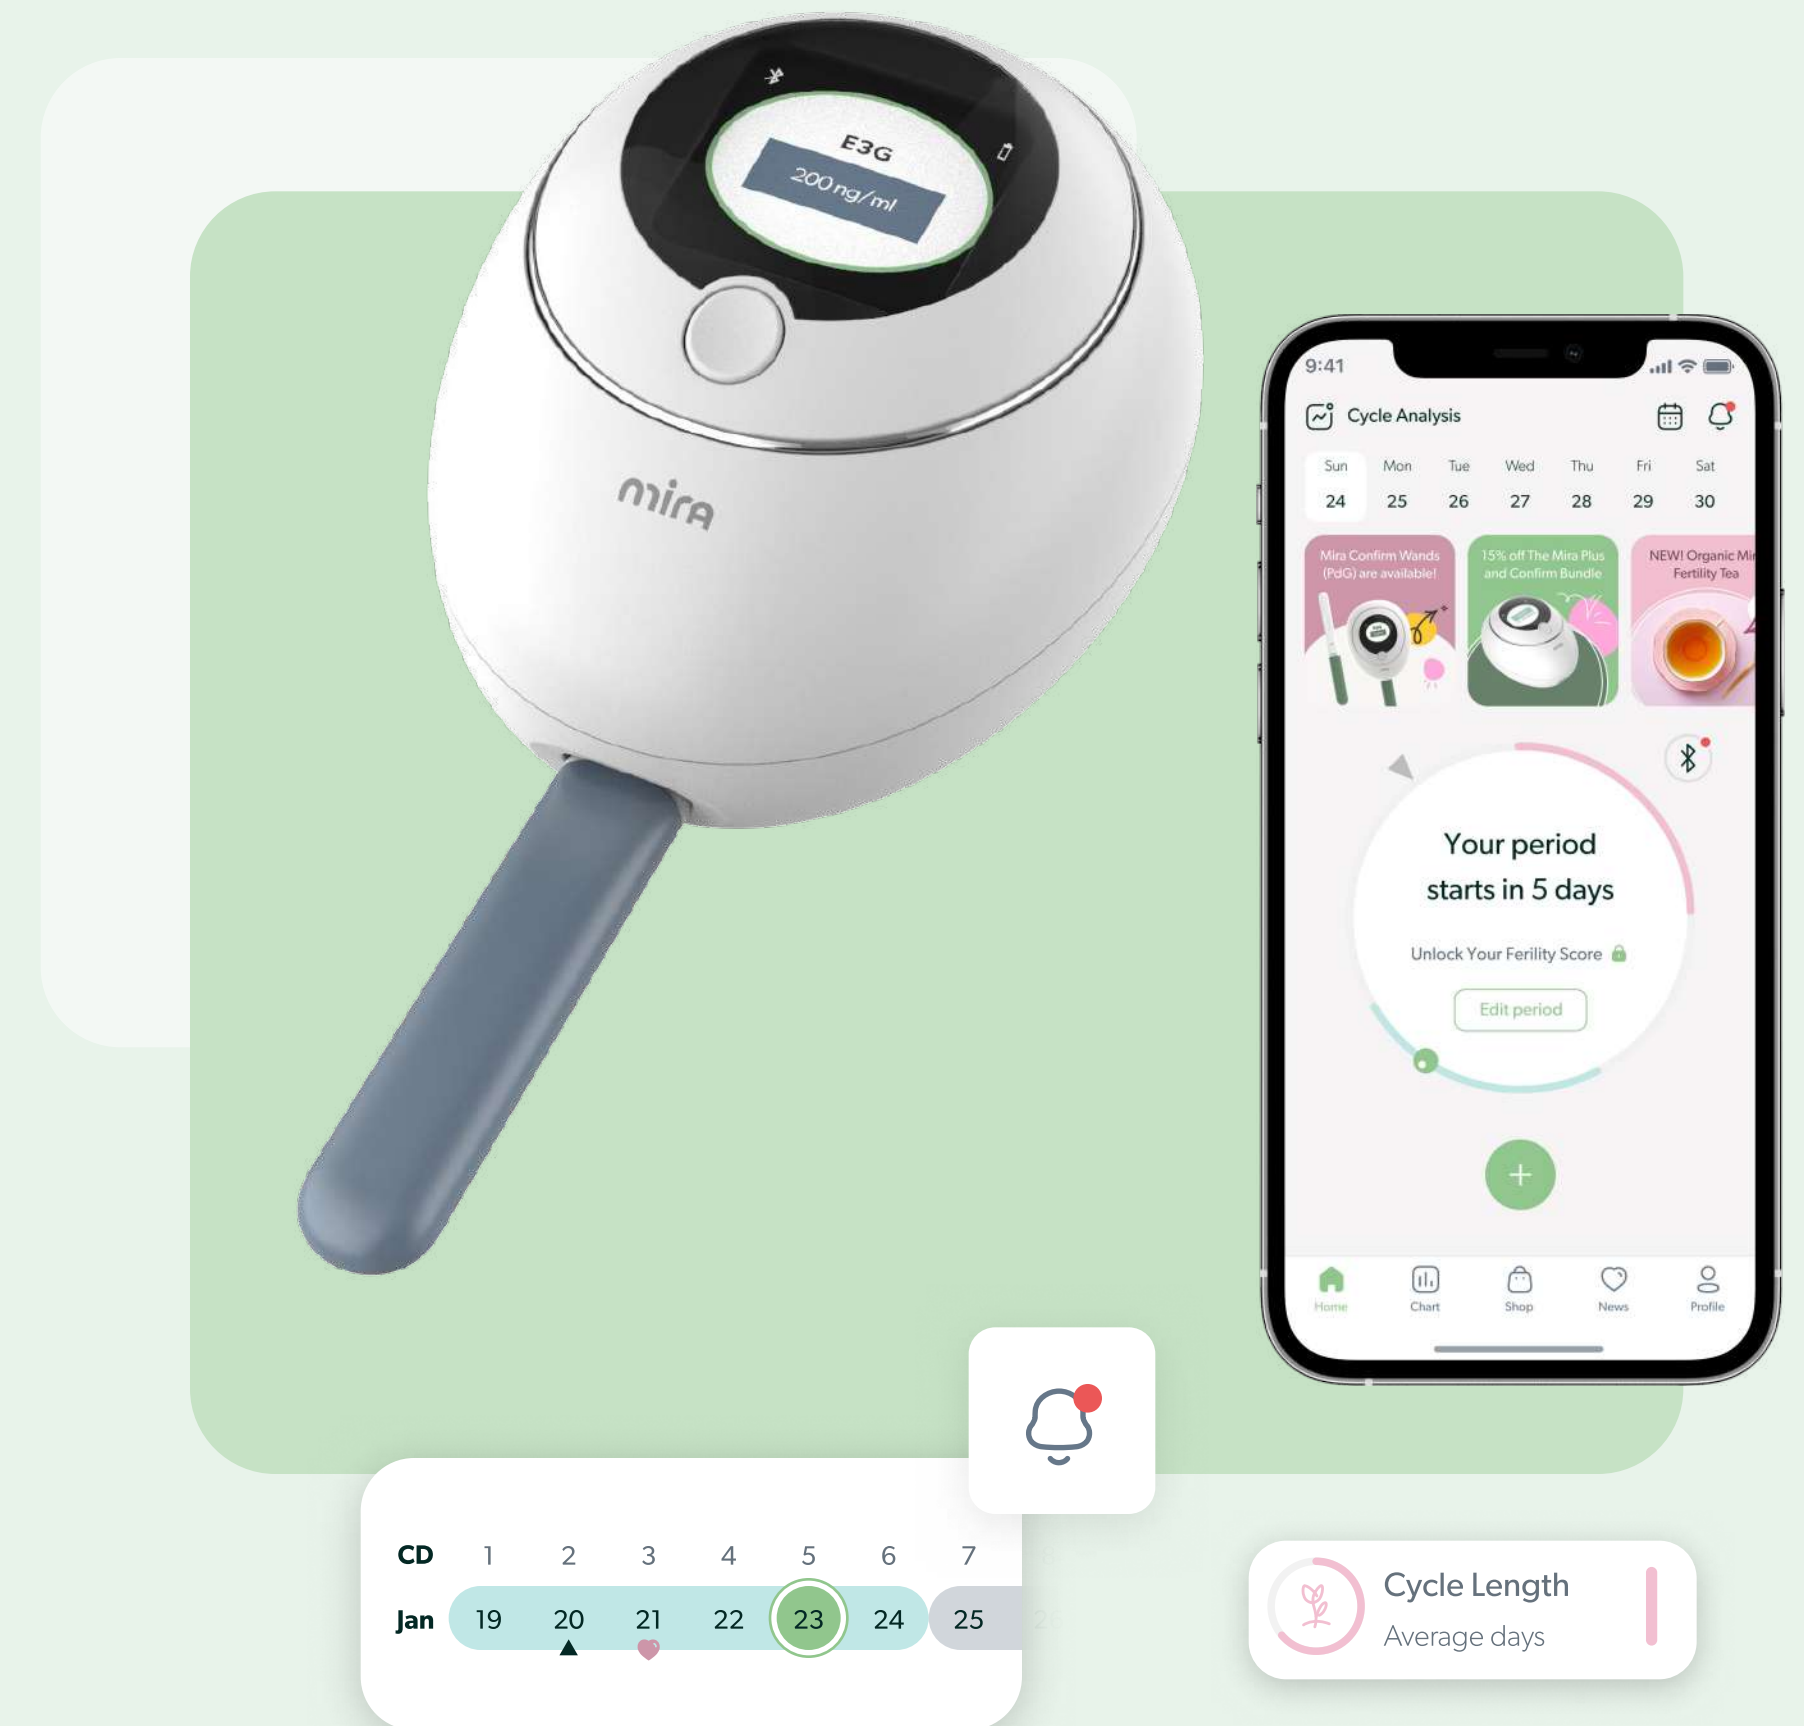 E3G
200 ng/ml
mira
9:41
Cycle Analysis
Sun Mon Tue Wed Thu Fri Sat
24 25 26 27 28 29 30
Mira Confirm Wands
(PdG) are available!
15% off The Mira Plus
and Confirm Bundle
NEW! Organic Mir
Fertility Tea
Your period
starts in 5 days
Unlock Your Ferility Score
Edit period
Home Chart Shop News Profile
CD 1 2 3 4 5 6 7
Jan 19 20 21 22 23 24 25
Cycle Length
Average days